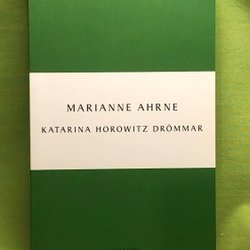 MARIANNE AHRNE
KATARINA HOROWITZ DRÖMMAR